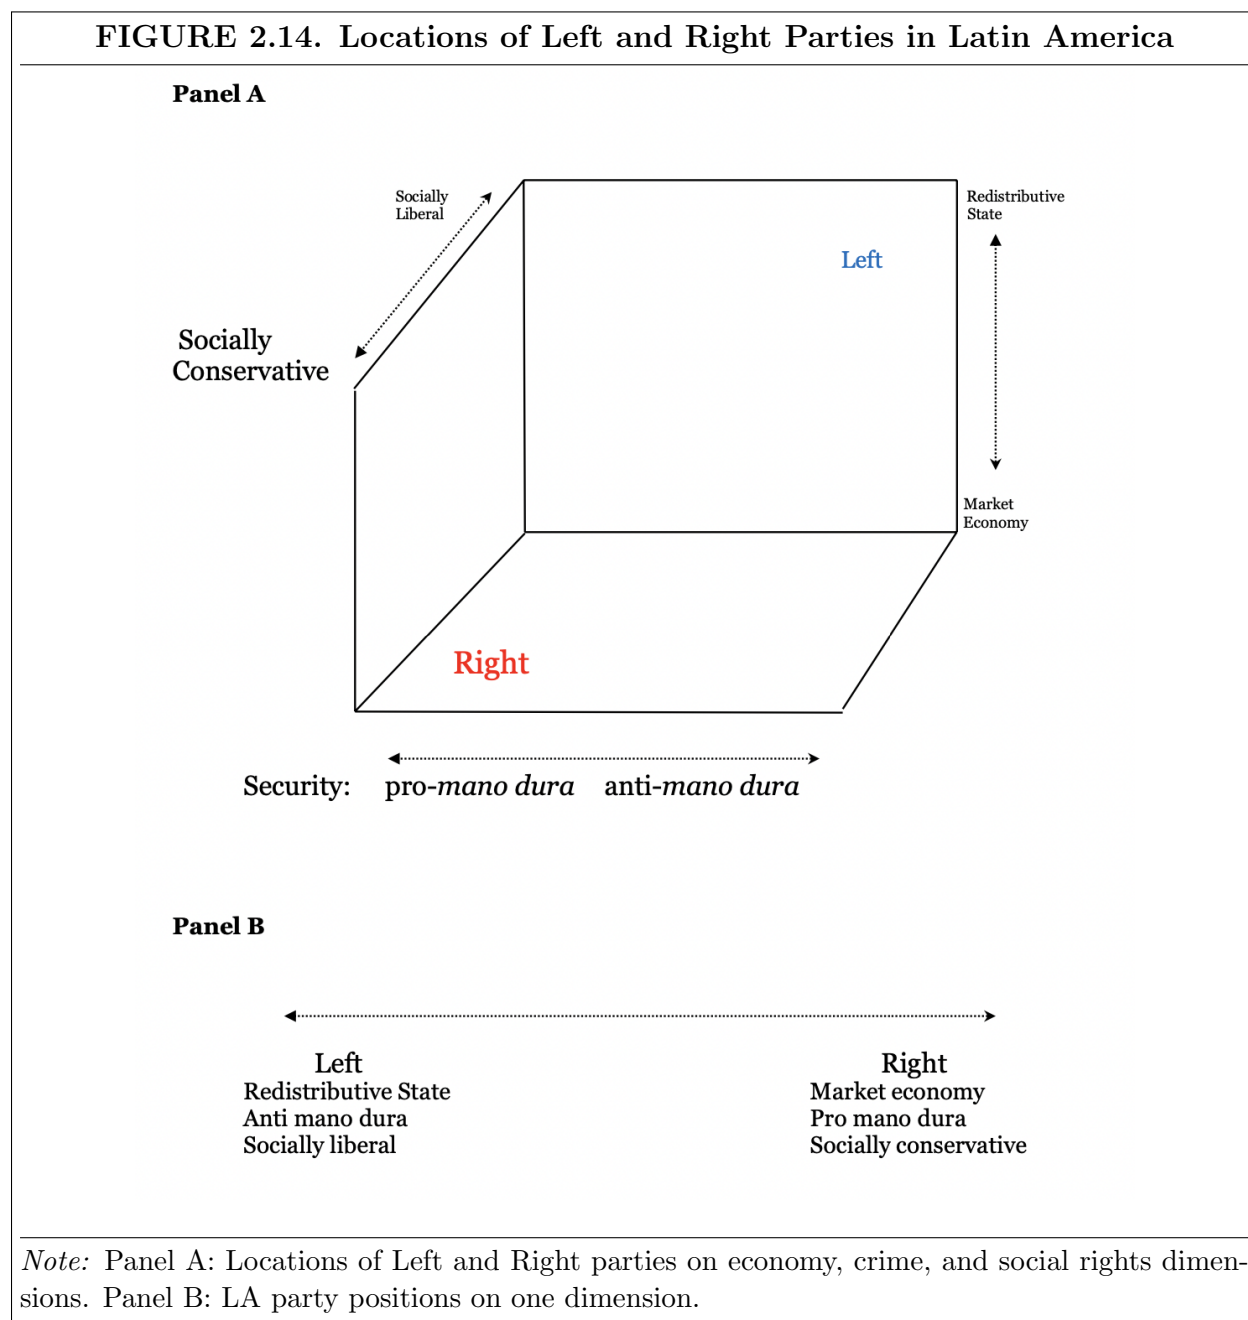 FIGURE 2.14. Locations of Left and Right Parties in Latin America
Panel A
Socially
Liberal
Redistributive
State
Left
Socially
Conservative
Market
Economy
Right
Security: pro-mano dura anti-mano dura
Panel B
Left
Redistributive State
Anti mano dura
Socially liberal
Right
Market economy
Pro mano dura
Socially conservative
Note: Panel A: Locations of Left and Right parties on economy, crime, and social rights dimen-
sions. Panel B: LA party positions on one dimension.